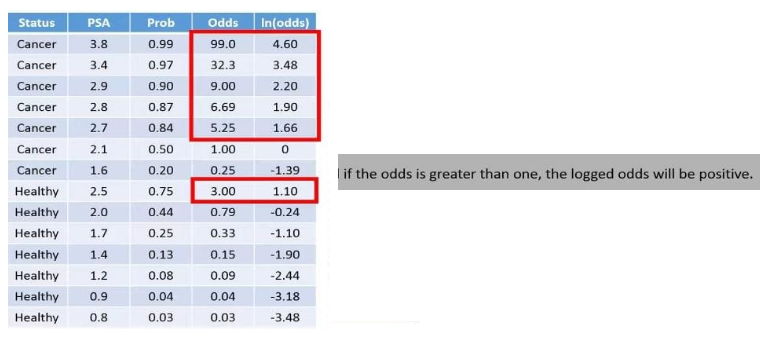 Status PSA Prob Odds ln(odds)
Cancer 3.8 0.99 99.0 4.60
Cancer 3.4 0.97 32.3 3.48
Cancer 2.9 0.90 9.00 2.20
Cancer 2.8 0.87 6.69 1.90
Cancer 2.7 0.84 5.25 1.66
Cancer 2.1 0.50 1.00 0
Cancer 1.6 0.20 0.25 -1.39
Healthy 2.5 0.75 3.00 1.10
Healthy 2.0 0.44 0.79 -0.24
Healthy 1.7 0.25 0.33 -1.10
Healthy 1.4 0.13 0.15 -1.90
Healthy 1.2 0.08 0.09 -2.44
Healthy 0.9 0.04 0.04 -3.18
Healthy 0.8 0.03 0.03 -3.48
if the odds is greater than one, the logged odds will be positive.